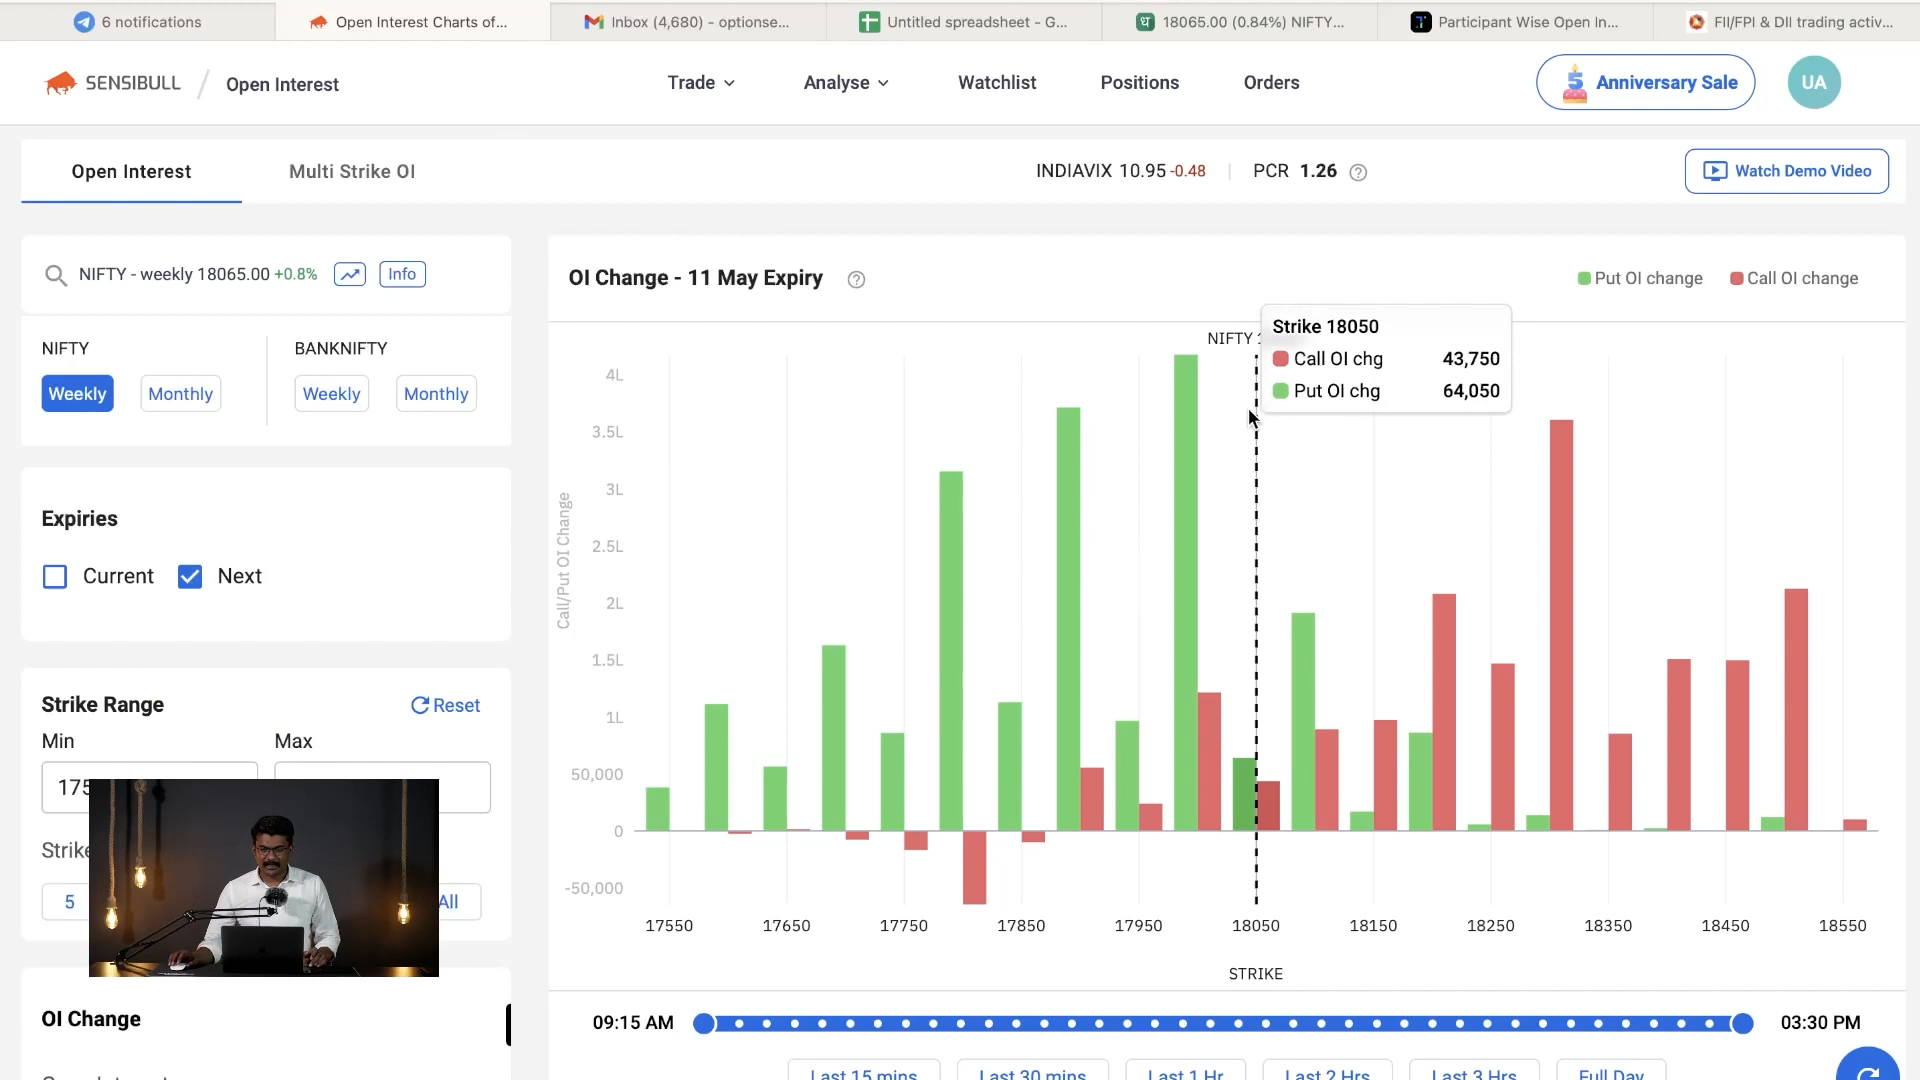 6 notifications
Open Interest Charts of...
Inbox (4,680) - optionse...
Untitled spreadsheet - G...
18065.00 (0.84%) NIFTY...
Participant Wise Open In...
FII/FPI & DII trading activ...
SENSIBULL / Open Interest
Trade
Analyse
Watchlist
Positions
Orders
5 Anniversary Sale
UA
Open Interest
Multi Strike OI
INDIAVIX 10.95 -0.48
PCR 1.26
Watch Demo Video
NIFTY - weekly 18065.00 +0.8%
Info
NIFTY
BANKNIFTY
Weekly
Monthly
Weekly
Monthly
Expiries
Current
Next
Strike Range
Reset
Min
Max
175
Strike
5
All
OI Change
OI Change - 11 May Expiry
Put OI change
Call OI change
NIFTY
Strike 18050
Call OI chg 43,750
Put OI chg 64,050
Call/Put OI Change
4L
3.5L
3L
2.5L
2L
1.5L
1L
50,000
0
-50,000
17550 17650 17750 17850 17950 18050 18150 18250 18350 18450 18550
STRIKE
09:15 AM
03:30 PM
Last 15 mins
Last 30 mins
Last 1 Hr
Last 2 Hrs
Last 3 Hrs
Full Day